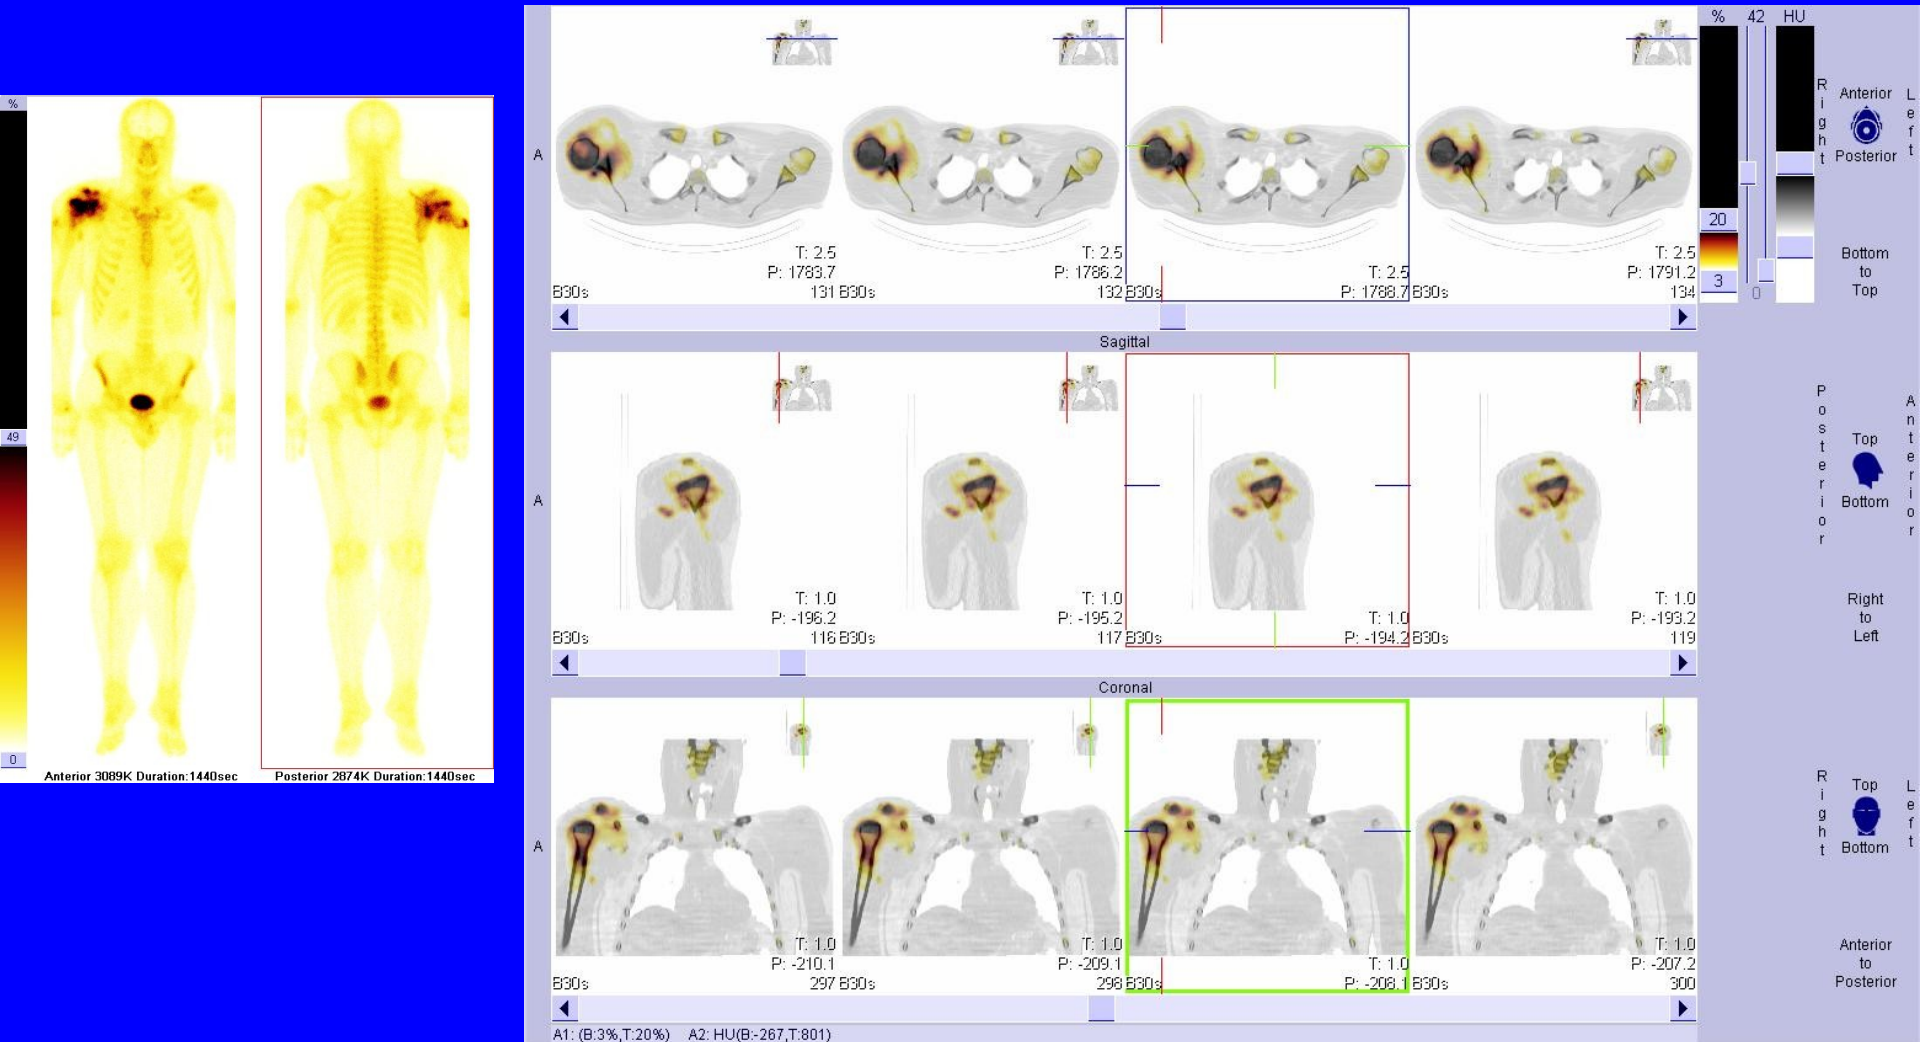 %
49
0
Anterior 3089K Duration:1440sec
Posterior 2874K Duration:1440sec
A
T: 2.5
P: 1783.7
B30s
131
T: 2.5
P: 1786.2
B30s
132
T: 2.5
P: 1788.7
B30s
T: 2.5
P: 1791.2
B30s
134
Sagittal
A
T: 1.0
P: -196.2
B30s
116
T: 1.0
P: -195.2
B30s
117
T: 1.0
P: -194.2
B30s
T: 1.0
P: -193.2
B30s
119
Coronal
A
T: 1.0
P: -210.1
B30s
297
T: 1.0
P: -209.1
B30s
298
T: 1.0
P: -208.1
B30s
T: 1.0
P: -207.2
B30s
300
A1: (B:3%,T:20%) A2: HU(B:-267,T:801)
% 42 HU
20
3
0
Right
Anterior
Posterior
Left
Bottom
to
Top
Posterior
Top
Bottom
Anterior
Right
to
Left
Right
Top
Bottom
Left
Anterior
to
Posterior